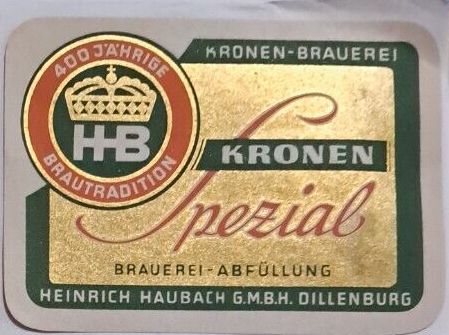 400 JÄHRIGE
HB
BRAUTRADITION
KRONEN-BRAUEREI
KRONEN
Spezial
BRAUEREI-ABFÜLLUNG
HEINRICH HAUBACH G.M.B.H. DILLENBURG